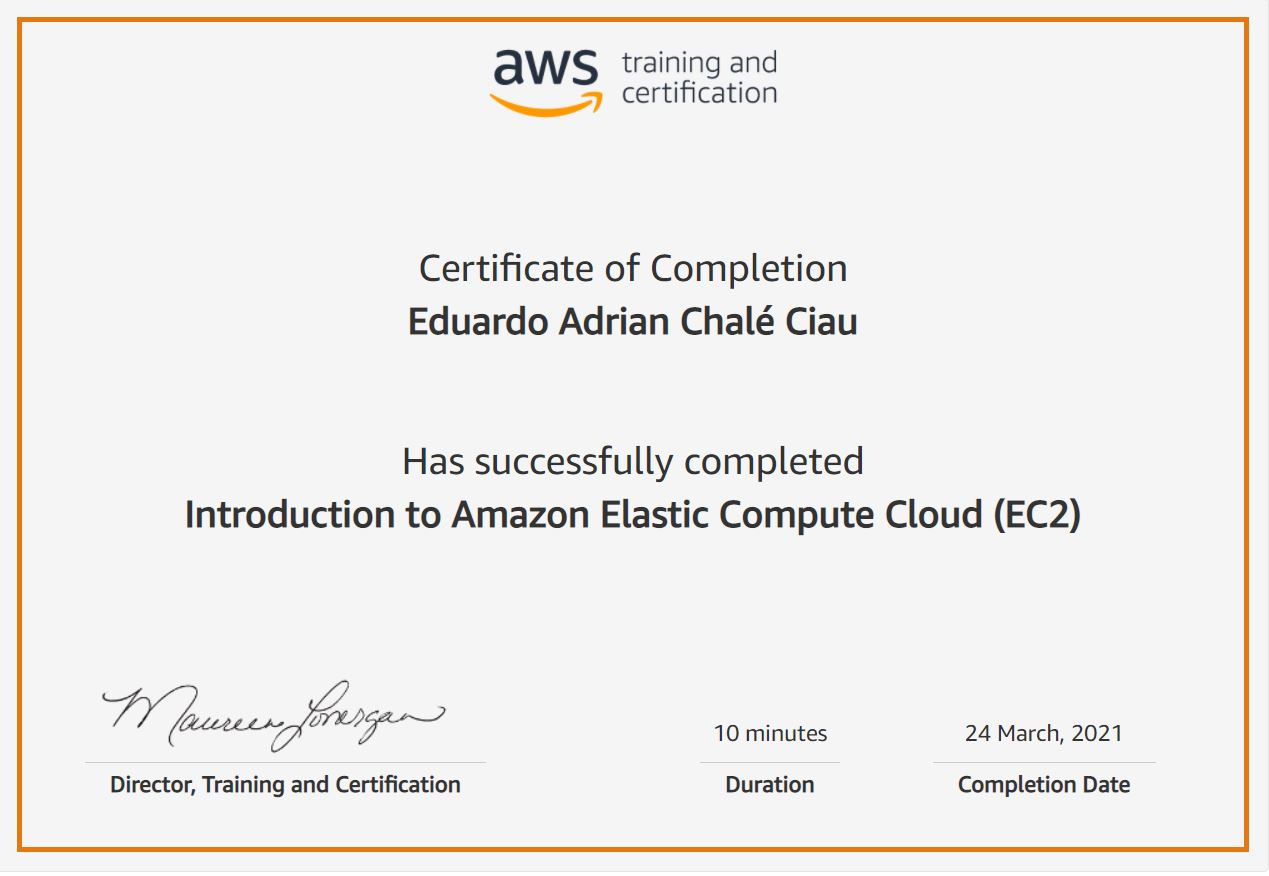 aws training and
certification
Certificate of Completion
Eduardo Adrian Chalé Ciau
Has successfully completed
Introduction to Amazon Elastic Compute Cloud (EC2)
Maureen Lonergan
10 minutes
24 March, 2021
Director, Training and Certification
Duration
Completion Date